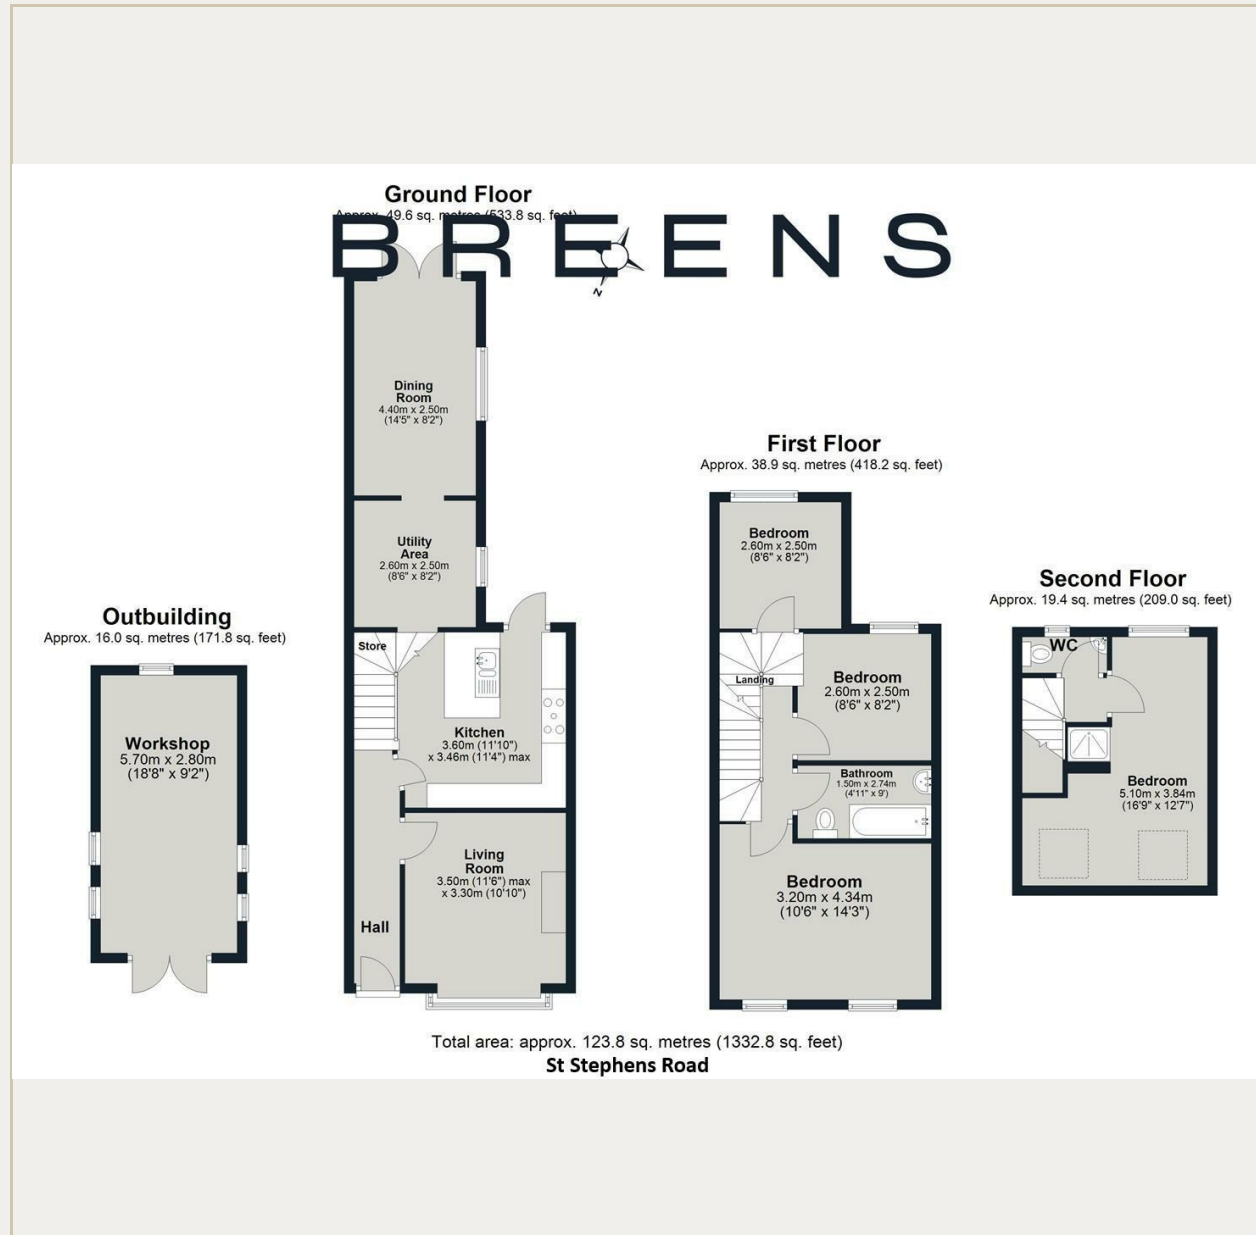 Ground Floor
Approx. 49.6 sq. metres (533.8 sq. feet)
BREENS
N
Dining
Room
4.40m x 2.50m
(14'5" x 8'2")
Utility
Area
2.60m x 2.50m
(8'6" x 8'2")
Store
Kitchen
3.60m (11'10")
x 3.46m (11'4") max
Living
Room
3.50m (11'6") max
x 3.30m (10'10")
Hall
Outbuilding
Approx. 16.0 sq. metres (171.8 sq. feet)
Workshop
5.70m x 2.80m
(18'8" x 9'2")
First Floor
Approx. 38.9 sq. metres (418.2 sq. feet)
Bedroom
2.60m x 2.50m
(8'6" x 8'2")
Landing
Bedroom
2.60m x 2.50m
(8'6" x 8'2")
Bathroom
1.50m x 2.74m
(4'11" x 9')
Bedroom
3.20m x 4.34m
(10'6" x 14'3")
Second Floor
Approx. 19.4 sq. metres (209.0 sq. feet)
WC
Bedroom
5.10m x 3.84m
(16'9" x 12'7")
Total area: approx. 123.8 sq. metres (1332.8 sq. feet)
St Stephens Road